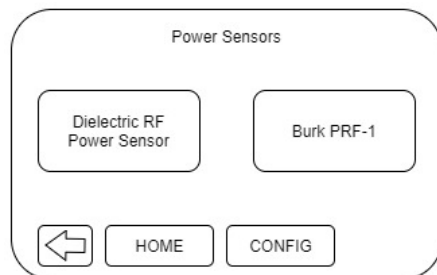 Power Sensors
Dielectric RF
Power Sensor
Burk PRF-1
HOME
CONFIG